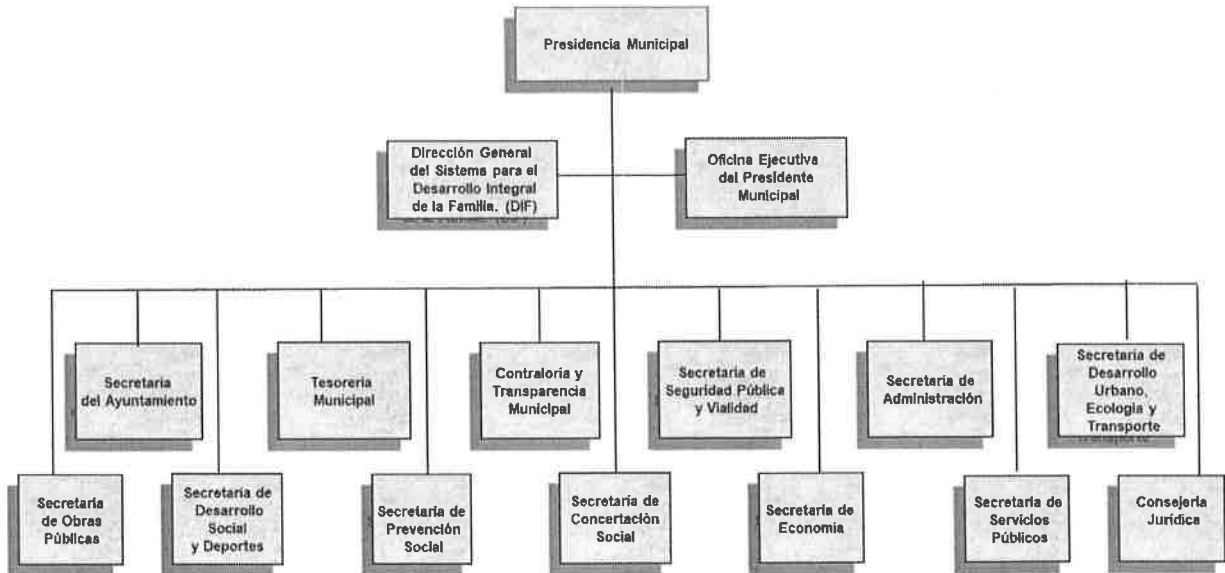 Presidencia Municipal
Dirección General
del Sistema para el
Desarrollo Integral
de la Familia. (DIF)
Oficina Ejecutiva
del Presidente
Municipal
Secretaría
del Ayuntamiento
Tesorería
Municipal
Contraloría y
Transparencia
Municipal
Secretaría de
Seguridad Pública
y Vialidad
Secretaría de
Administración
Secretaría de
Desarrollo
Urbano,
Ecología y
Transporte
Secretaría
de Obras
Públicas
Secretaría de
Desarrollo
Social
y Deportes
Secretaría de
Prevención
Social
Secretaría de
Concertación
Social
Secretaría de
Economía
Secretaría de
Servicios
Públicos
Consejería
Jurídica